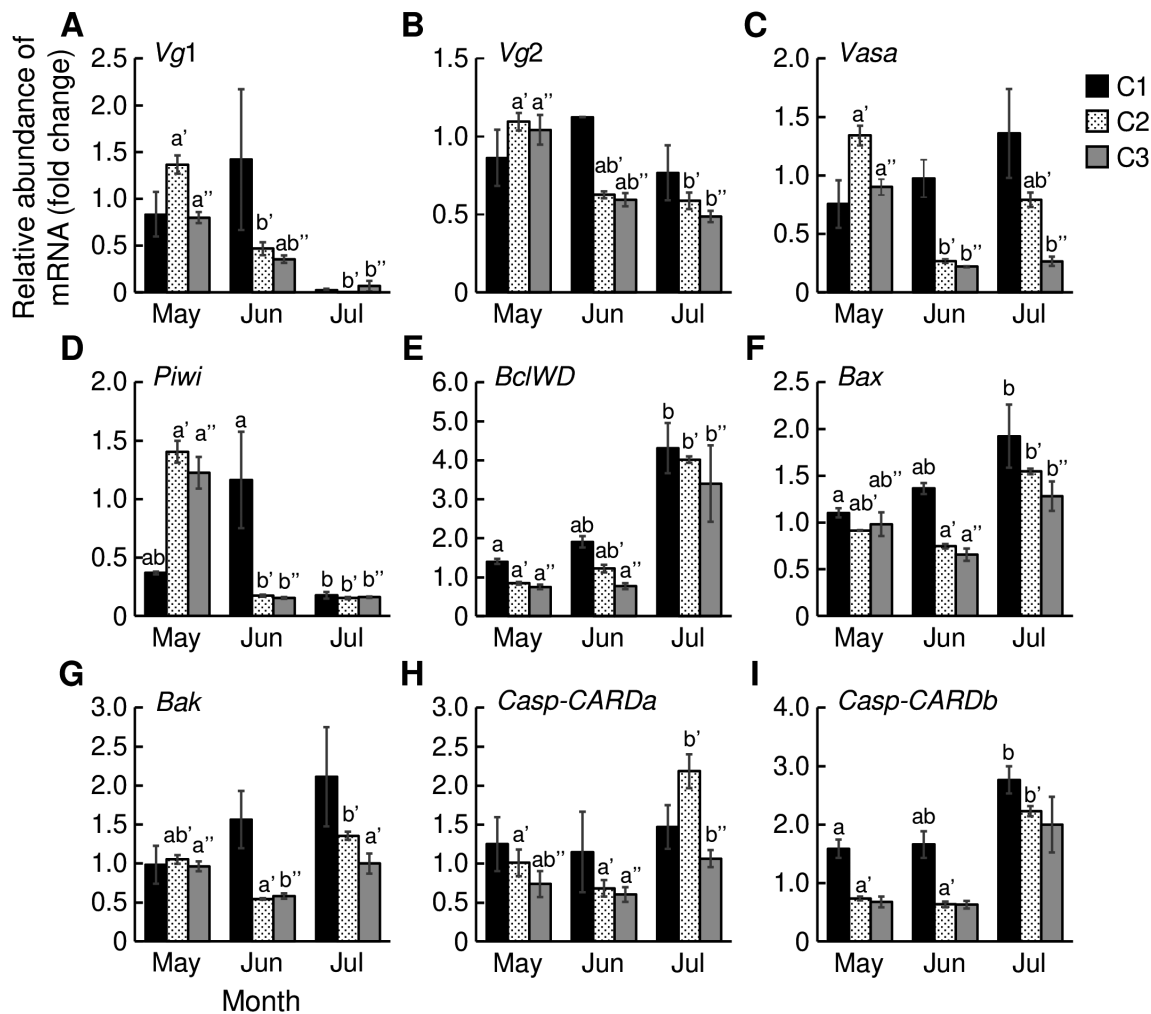 A
B
C
Vg1
Vg2
Vasa
Relative abundance of
mRNA (fold change)
2.5
2.0
1.5
1.0
0.5
0
a’
a’’
b’
ab’’
b’
b’’
May Jun Jul
1.5
1.0
0.5
0
a’ a’’
ab’ ab’’
b’
b’’
May Jun Jul
2.0
1.5
1.0
0.5
0
a’
a’’
b’ b’’
ab’
b’’
May Jun Jul
C1
C2
C3
D
E
F
Piwi
BclWD
Bax
2.0
1.5
1.0
0.5
0
ab
a’ a’’
a
b’ b’’
b b’ b’’
May Jun Jul
6.0
5.0
4.0
3.0
2.0
1.0
0
a
a’ a’’
ab
ab’
a’’
b
b’ b’’
May Jun Jul
2.5
2.0
1.5
1.0
0.5
0
a
ab’
ab’’
ab
a’ a’’
b
b’
b’’
May Jun Jul
G
H
I
Bak
Casp-CARDa
Casp-CARDb
3.0
2.5
2.0
1.5
1.0
0.5
0
ab’
a’’
a’ b’’
b’
a’
May Jun Jul
3.0
2.5
2.0
1.5
1.0
0.5
0
a’
ab’’
a’ a’’
b’
b’’
May Jun Jul
4.0
3.0
2.0
1.0
0
a
a’
ab
a’
b
b’
May Jun Jul
Month